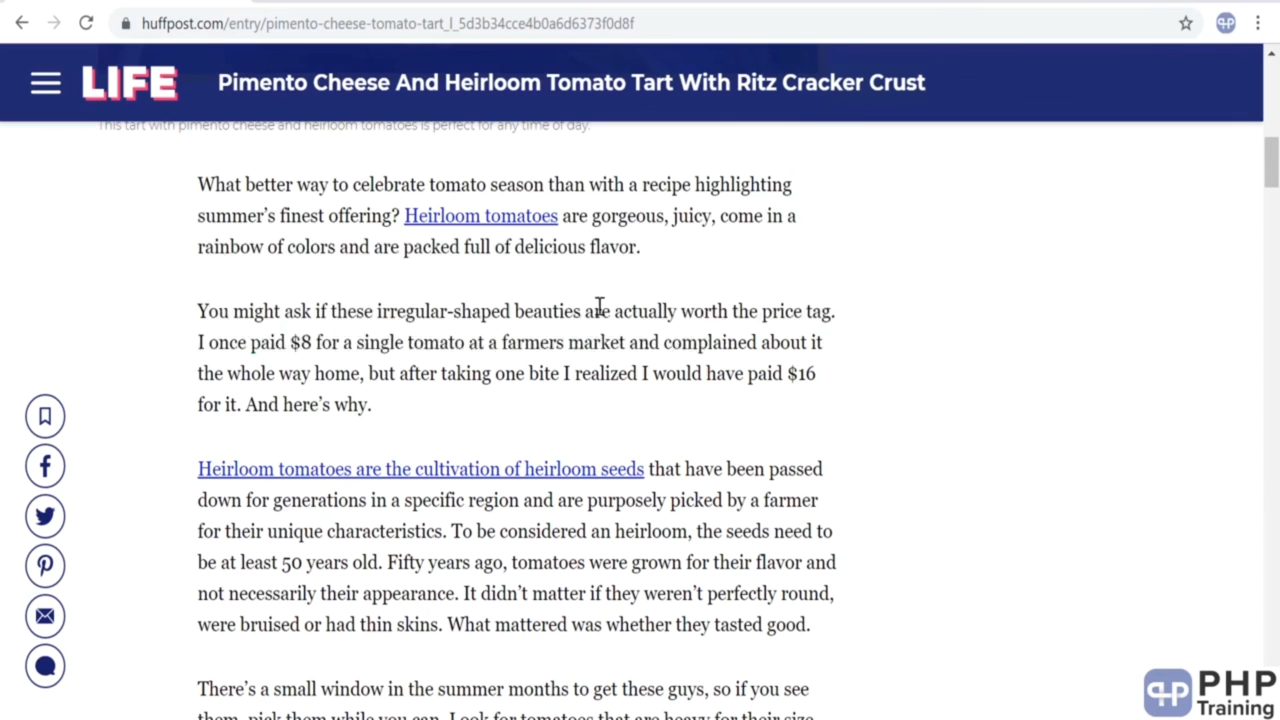 huffpost.com/entry/pimento-cheese-tomato-tart_l_5d3b34cce4b0a6d6373f0d8f
LIFE
Pimento Cheese And Heirloom Tomato Tart With Ritz Cracker Crust
This tart with pimento cheese and heirloom tomatoes is perfect for any time of day.
What better way to celebrate tomato season than with a recipe highlighting
summer’s finest offering? Heirloom tomatoes are gorgeous, juicy, come in a
rainbow of colors and are packed full of delicious flavor.
You might ask if these irregular-shaped beauties are actually worth the price tag.
I once paid $8 for a single tomato at a farmers market and complained about it
the whole way home, but after taking one bite I realized I would have paid $16
for it. And here’s why.
Heirloom tomatoes are the cultivation of heirloom seeds that have been passed
down for generations in a specific region and are purposely picked by a farmer
for their unique characteristics. To be considered an heirloom, the seeds need to
be at least 50 years old. Fifty years ago, tomatoes were grown for their flavor and
not necessarily their appearance. It didn’t matter if they weren’t perfectly round,
were bruised or had thin skins. What mattered was whether they tasted good.
There’s a small window in the summer months to get these guys, so if you see
them, pick them while you can. Look for tomatoes that are heavy for their size
PHP
Training